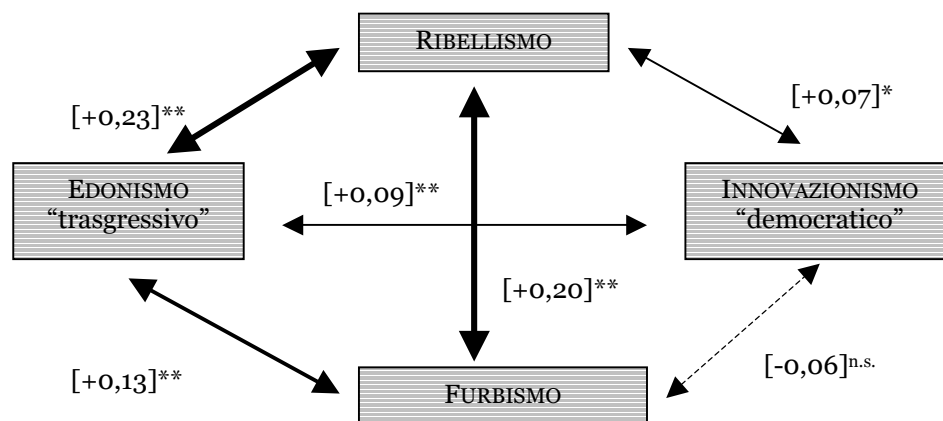 RIBELLISMO
[+0,23]**
[+0,07]*
EDONISMO
“trasgressivo”
[+0,09]**
INNOVAZIONISMO
“democratico”
[+0,20]**
[+0,13]**
[-0,06]n.s.
FURBISMO